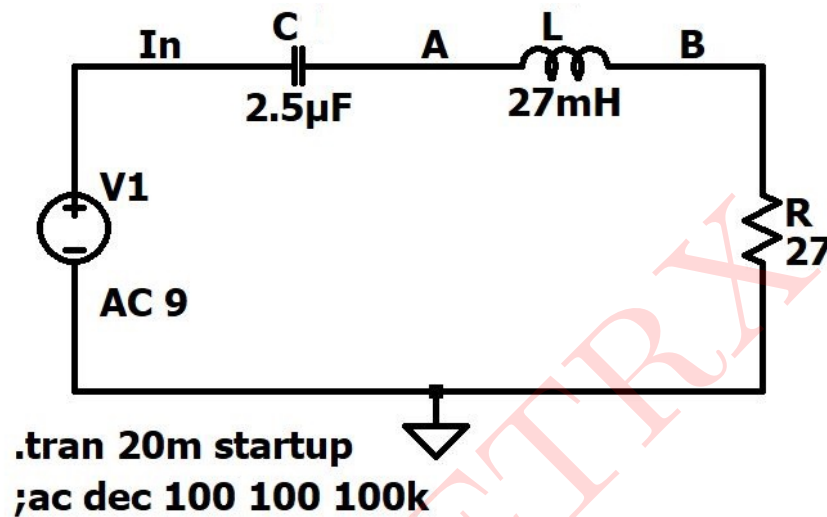 In C A L B
2.5µF 27mH
V1
R
27
AC 9
.tran 20m startup
;ac dec 100 100 100k